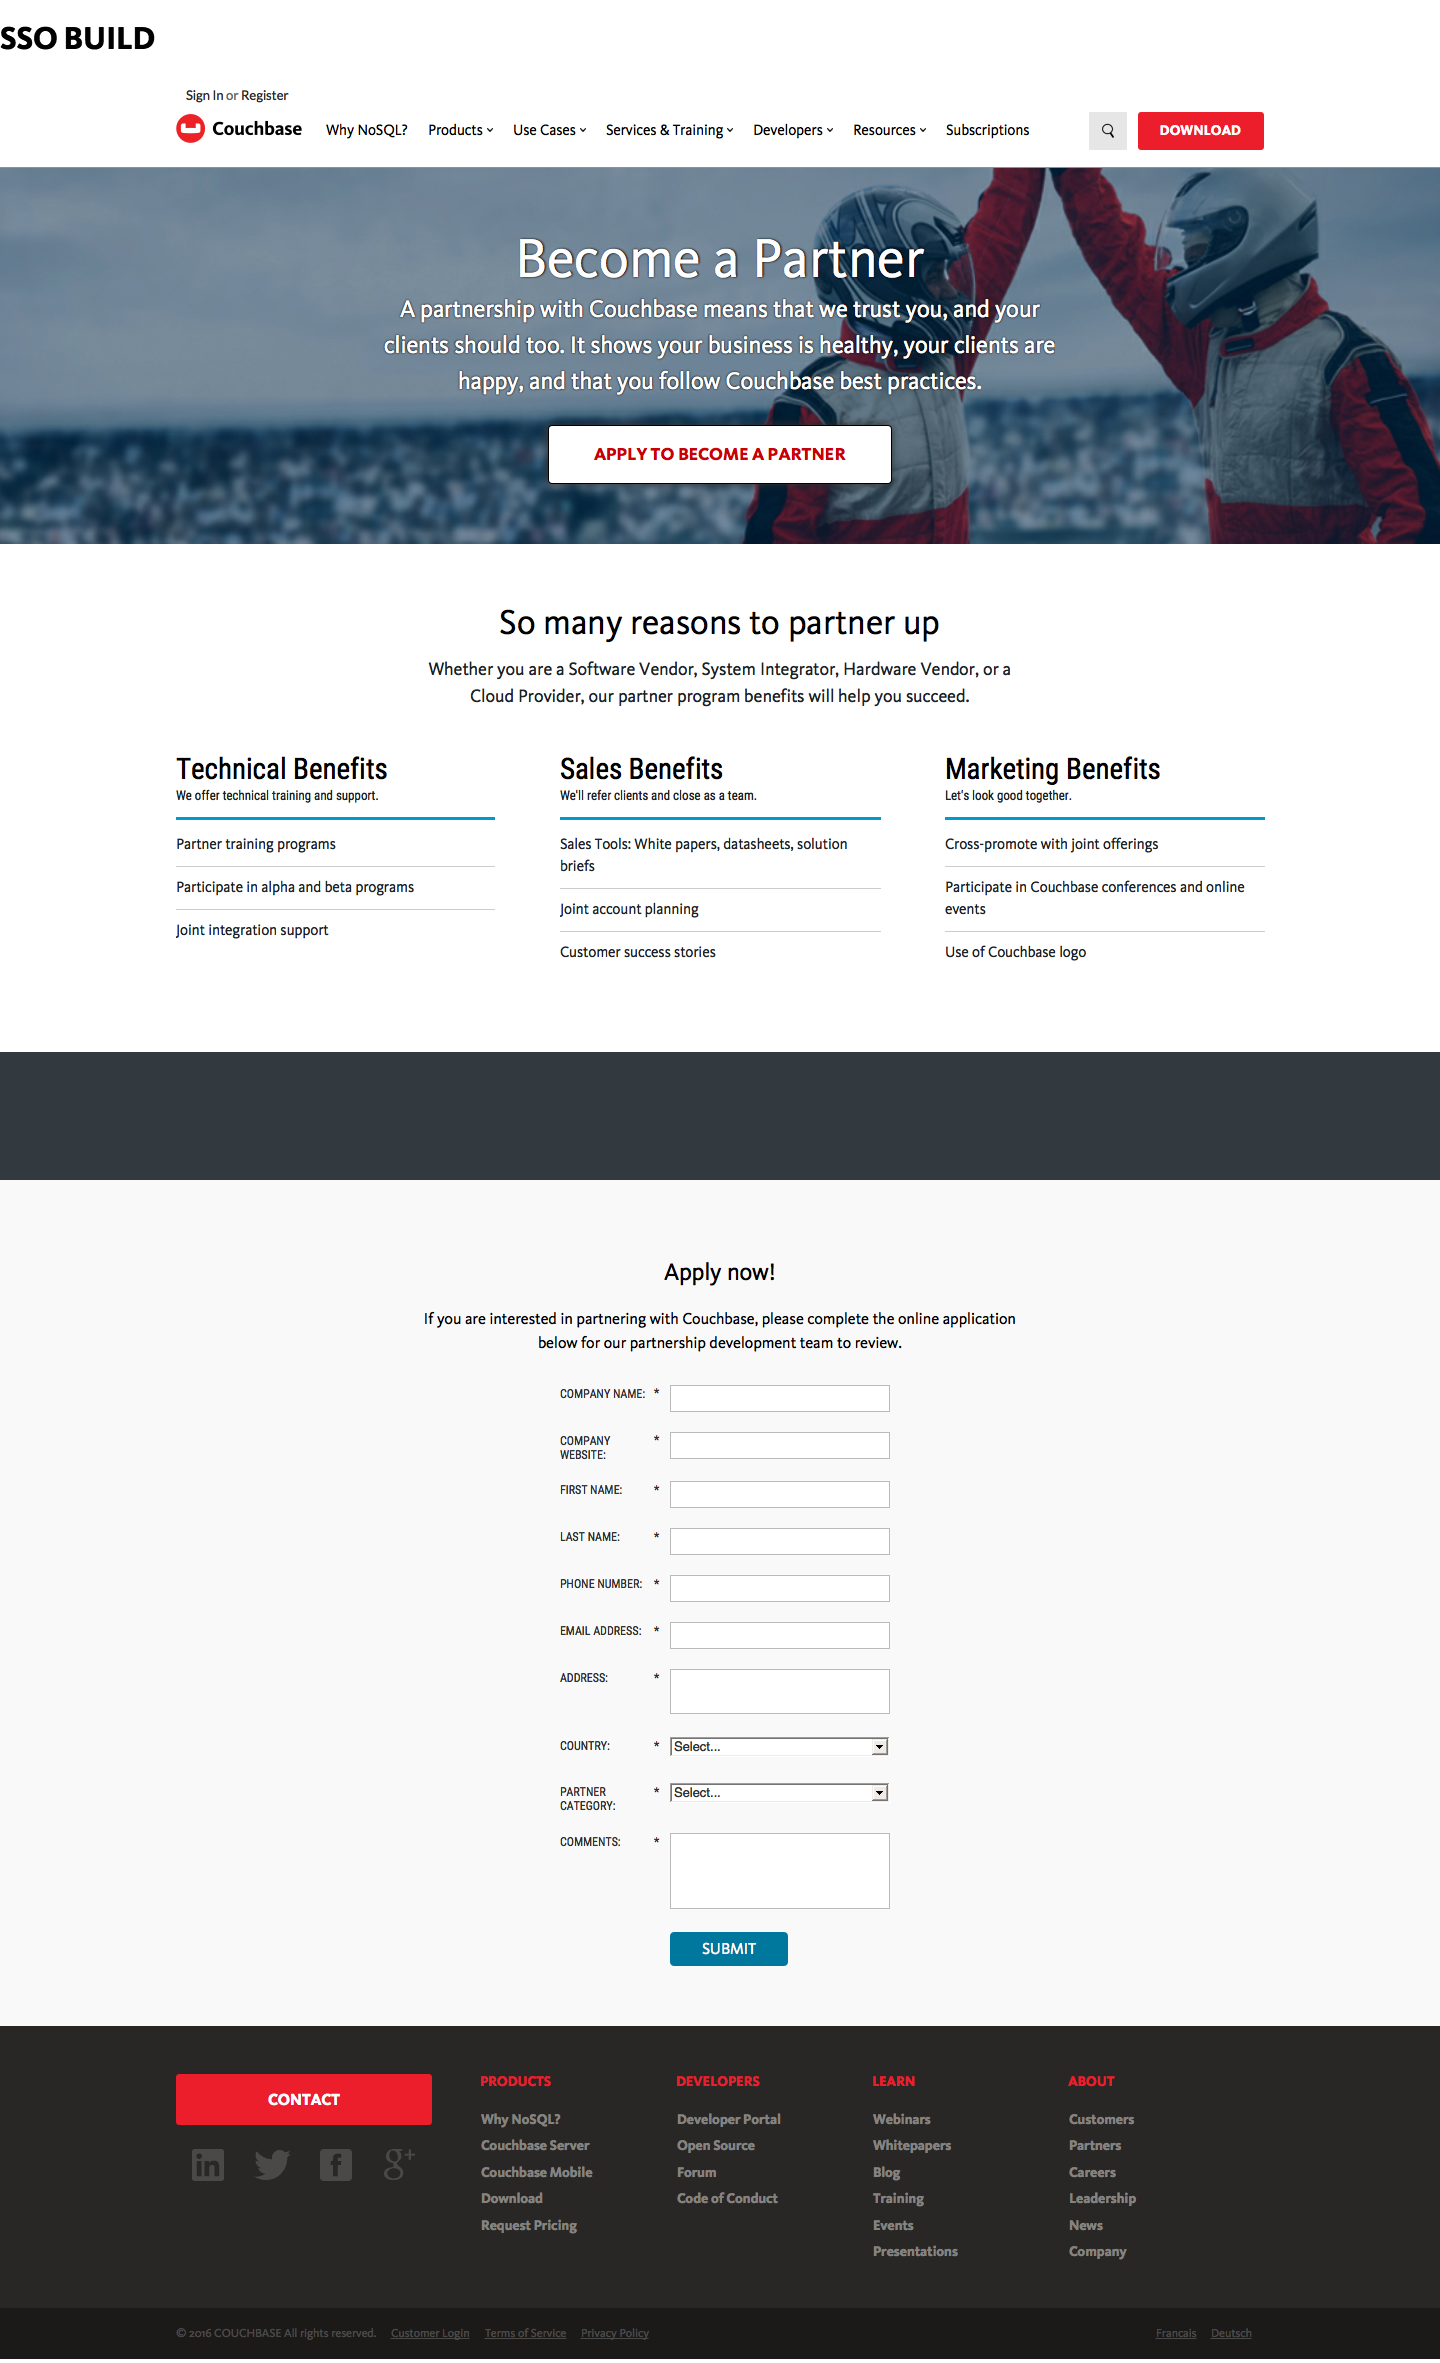 SSO BUILD
Sign In or Register
Couchbase
Why NoSQL?
Products
Use Cases
Services & Training
Developers
Resources
Subscriptions
DOWNLOAD
Become a Partner
A partnership with Couchbase means that we trust you, and your
clients should too. It shows your business is healthy, your clients are
happy, and that you follow Couchbase best practices.
APPLY TO BECOME A PARTNER
So many reasons to partner up
Whether you are a Software Vendor, System Integrator, Hardware Vendor, or a
Cloud Provider, our partner program benefits will help you succeed.
Technical Benefits
We offer technical training and support.
Partner training programs
Participate in alpha and beta programs
Joint integration support
Sales Benefits
We'll refer clients and close as a team.
Sales Tools: White papers, datasheets, solution
briefs
Joint account planning
Customer success stories
Marketing Benefits
Let's look good together.
Cross-promote with joint offerings
Participate in Couchbase conferences and online
events
Use of Couchbase logo
Apply now!
If you are interested in partnering with Couchbase, please complete the online application
below for our partnership development team to review.
COMPANY NAME: *
COMPANY *
WEBSITE:
FIRST NAME: *
LAST NAME: *
PHONE NUMBER: *
EMAIL ADDRESS: *
ADDRESS: *
COUNTRY: * Select...
PARTNER * Select...
CATEGORY:
COMMENTS: *
SUBMIT
CONTACT
in
f
g+
PRODUCTS
Why NoSQL?
Couchbase Server
Couchbase Mobile
Download
Request Pricing
DEVELOPERS
Developer Portal
Open Source
Forum
Code of Conduct
LEARN
Webinars
Whitepapers
Blog
Training
Events
Presentations
ABOUT
Customers
Partners
Careers
Leadership
News
Company
© 2016 COUCHBASE All rights reserved. Customer Login Terms of Service Privacy Policy
Francais Deutsch